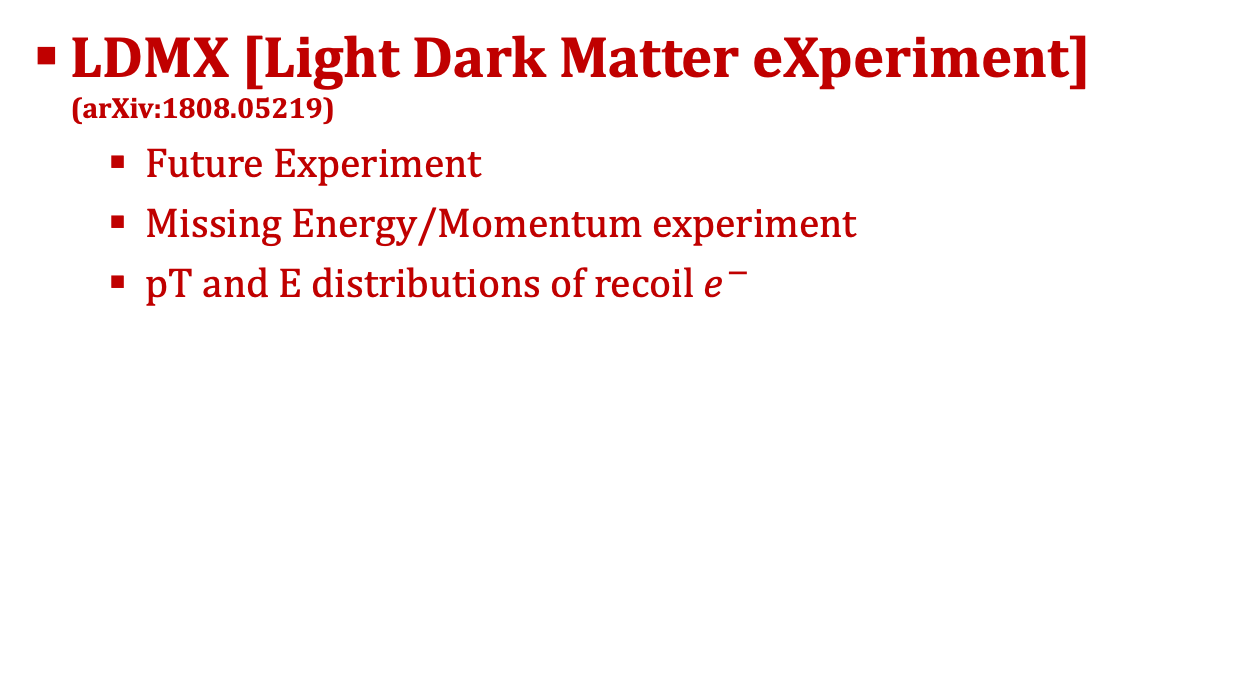 ▪ LDMX [Light Dark Matter eXperiment]
(arXiv:1808.05219)
▪ Future Experiment
▪ Missing Energy/Momentum experiment
▪ pT and E distributions of recoil e⁻